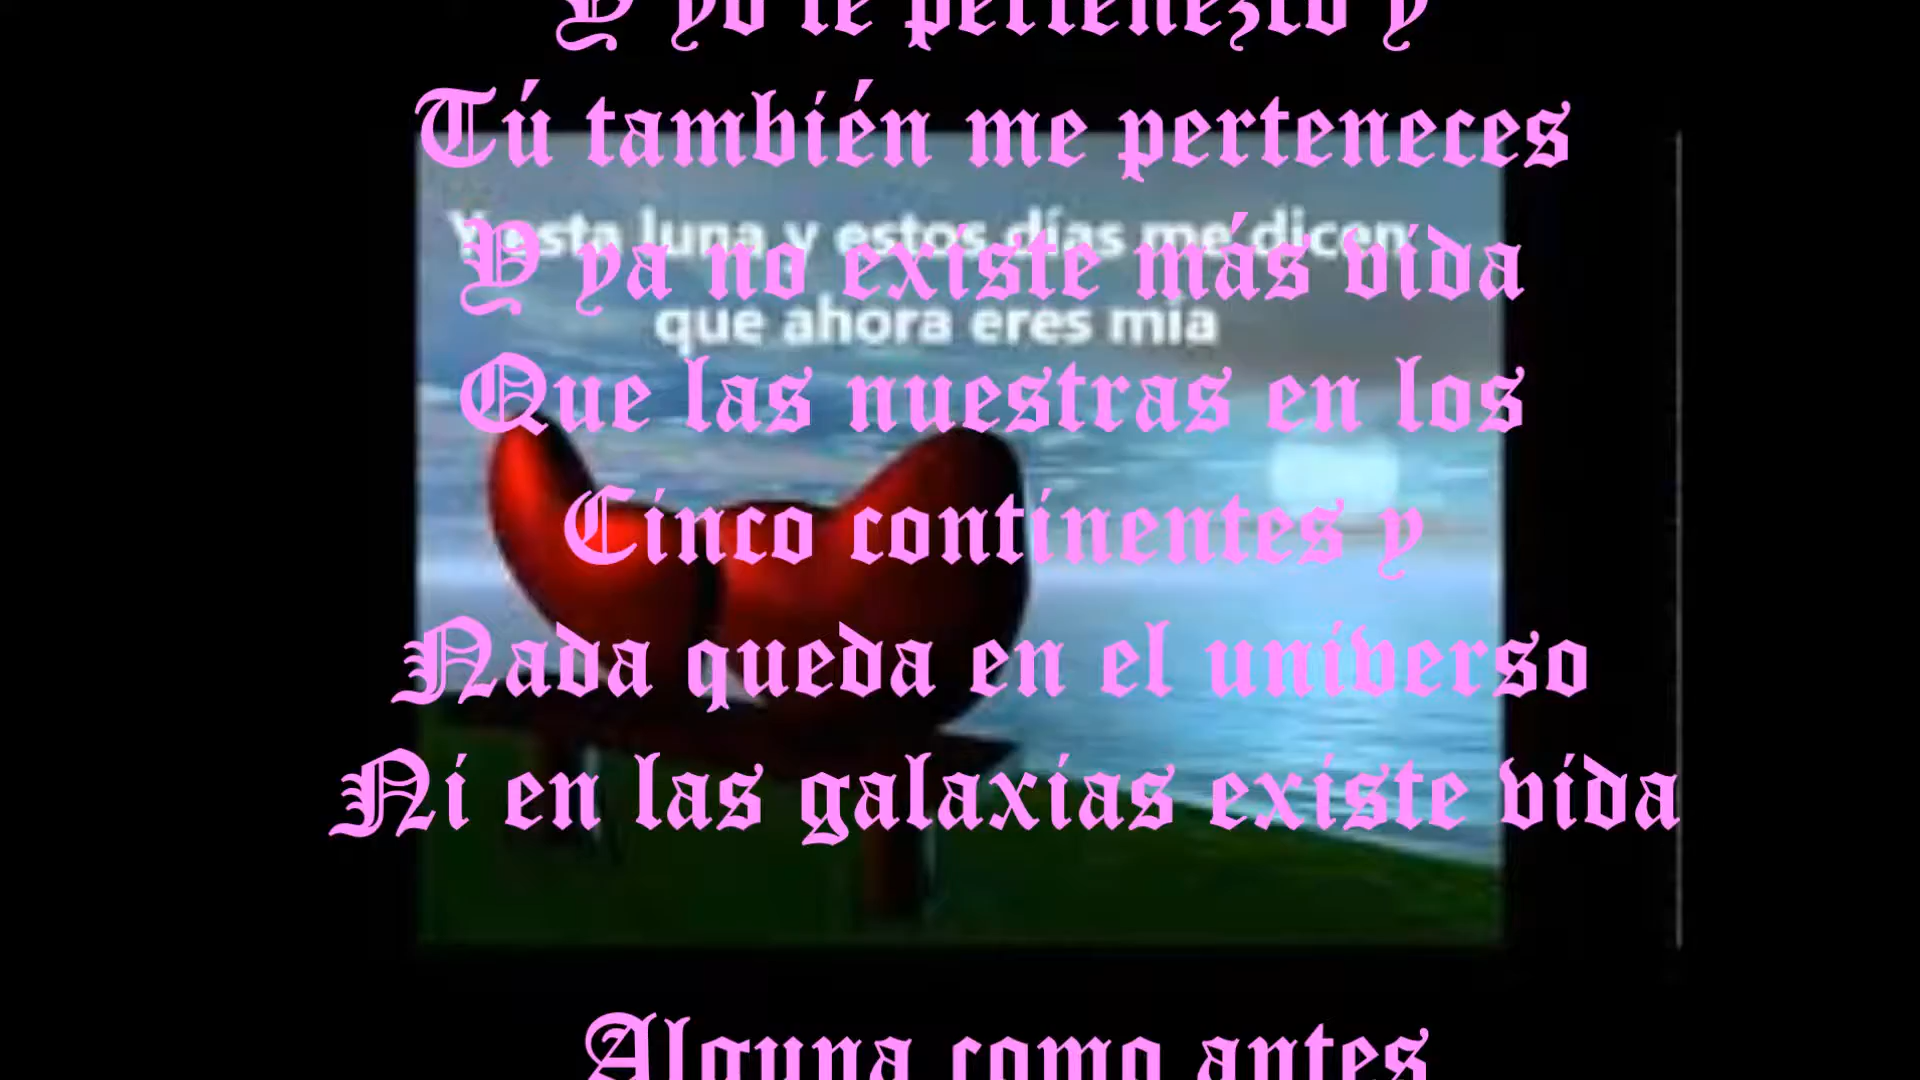 Y yo te pertenezco y
Tú también me perteneces
Y esta luna y estos días me dicen
Y ya no existe más vida
que ahora eres mía
Que las nuestras en los
Cinco continentes y
Nada queda en el universo
Ni en las galaxias existe vida
Alguna como antes